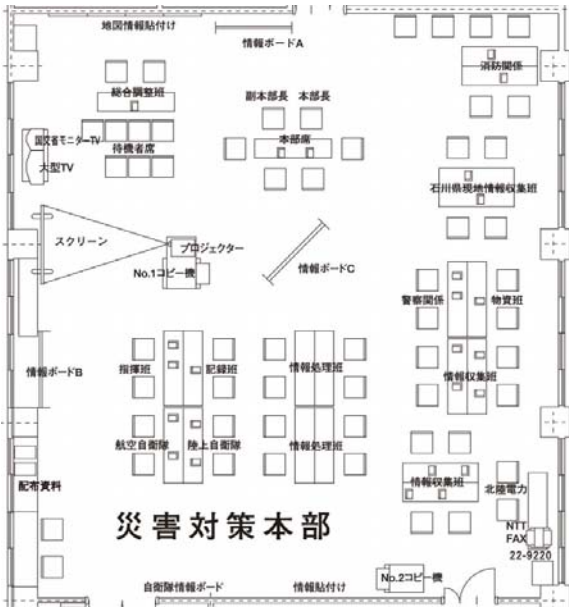 地図情報貼付け
情報ボードA
消防関係
総合調整班
副本部長 本部長
国交省モニターTV
待機者席
本部席
大型TV
石川県現地情報収集班
スクリーン
プロジェクター
No.1コピー機
情報ボードC
警察関係
物資班
情報ボードB
指揮班
記録班
情報処理班
情報収集班
航空自衛隊
陸上自衛隊
情報処理班
配布資料
情報収集班
北陸電力
災害対策本部
NTT
FAX
22-9220
No.2コピー機
自衛隊情報ボード
情報貼付け